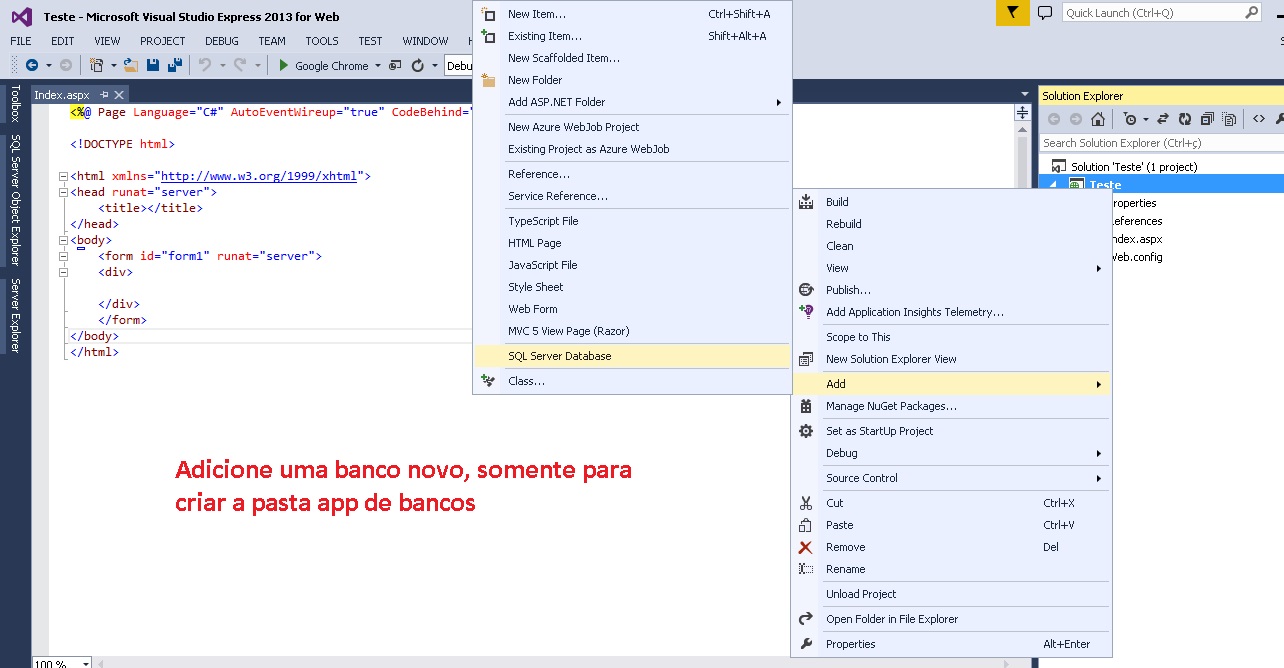 Teste - Microsoft Visual Studio Express 2013 for Web
Quick Launch (Ctrl+Q)
FILE EDIT VIEW PROJECT DEBUG TEAM TOOLS TEST WINDOW
Google Chrome
Debu
Toolbox
SQL Server Object Explorer
Server Explorer
Index.aspx
<%@ Page Language="C#" AutoEventWireup="true" CodeBehind="
<!DOCTYPE html>
<html xmlns="http://www.w3.org/1999/xhtml">
<head runat="server">
<title></title>
</head>
<body>
<form id="form1" runat="server">
<div>
</div>
</form>
</body>
</html>
100 %
Adicione uma banco novo, somente para
criar a pasta app de bancos
New Item... Ctrl+Shift+A
Existing Item... Shift+Alt+A
New Scaffolded Item...
New Folder
Add ASP.NET Folder
New Azure WebJob Project
Existing Project as Azure WebJob
Reference...
Service Reference...
TypeScript File
HTML Page
JavaScript File
Style Sheet
Web Form
MVC 5 View Page (Razor)
SQL Server Database
Class...
Build
Rebuild
Clean
View
Publish...
Add Application Insights Telemetry...
Scope to This
New Solution Explorer View
Add
Manage NuGet Packages...
Set as StartUp Project
Debug
Source Control
Cut Ctrl+X
Paste Ctrl+V
Remove Del
Rename
Unload Project
Open Folder in File Explorer
Properties Alt+Enter
Solution Explorer
Search Solution Explorer (Ctrl+ç)
Solution 'Teste' (1 project)
Teste
roperties
eferences
ndex.aspx
Web.config